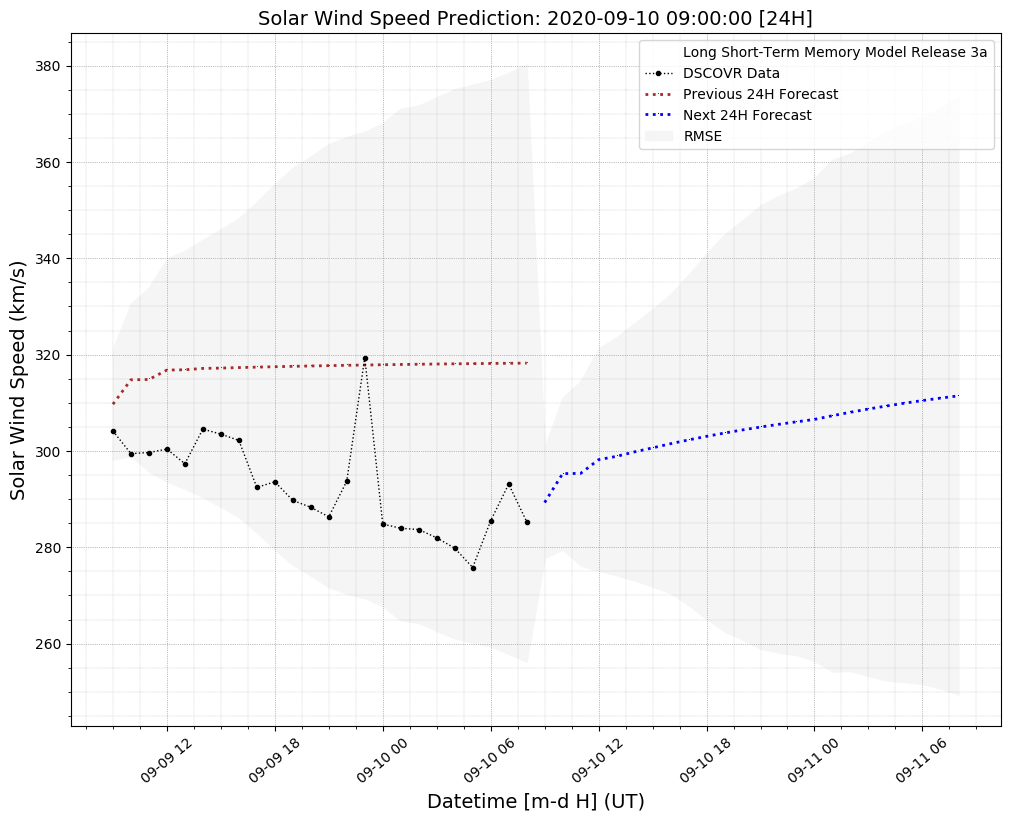 Solar Wind Speed Prediction: 2020-09-10 09:00:00 [24H]
Long Short-Term Memory Model Release 3a
DSCOVR Data
Previous 24H Forecast
Next 24H Forecast
RMSE
Solar Wind Speed (km/s)
380
360
340
320
300
280
260
09-09 12
09-09 18
09-10 00
09-10 06
09-10 12
09-10 18
09-11 00
09-11 06
Datetime [m-d H] (UT)